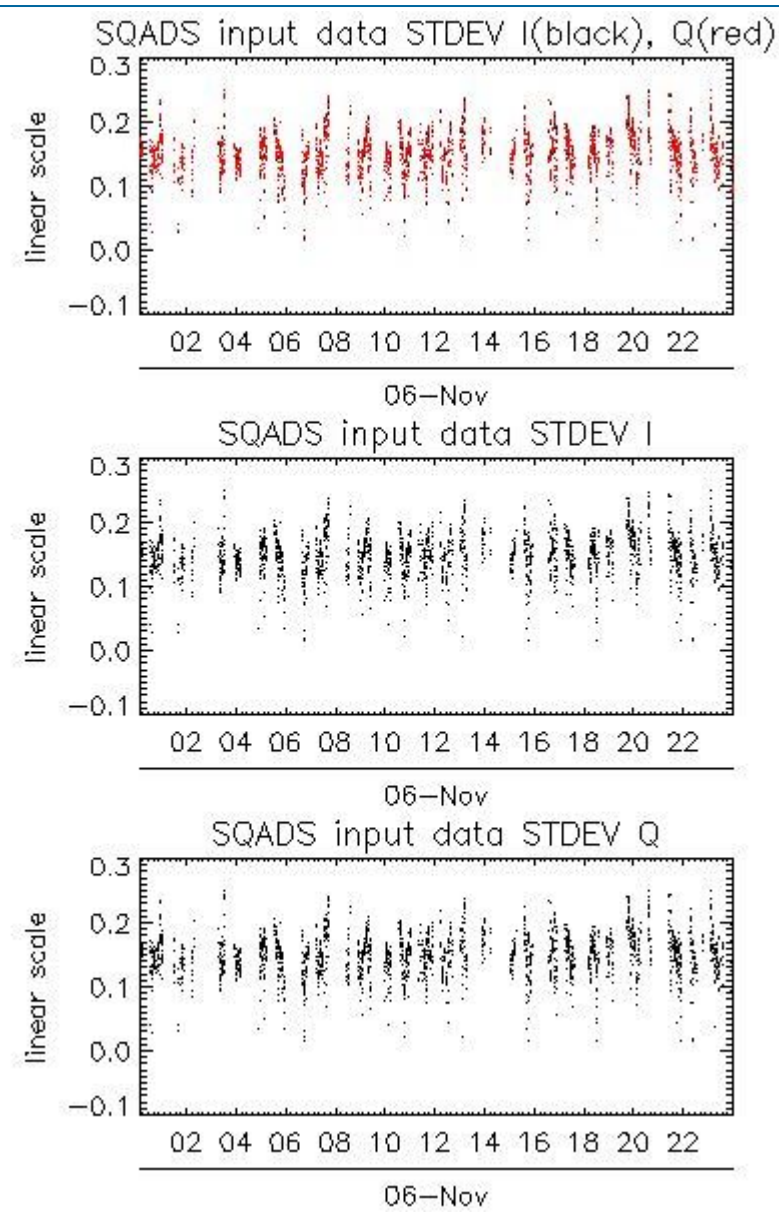 SQADS input data STDEV I(black), Q(red)
0.3
0.2
0.1
0.0
−0.1
linear scale
02 04 06 08 10 12 14 16 18 20 22
06−Nov
SQADS input data STDEV I
0.3
0.2
0.1
0.0
−0.1
linear scale
02 04 06 08 10 12 14 16 18 20 22
06−Nov
SQADS input data STDEV Q
0.3
0.2
0.1
0.0
−0.1
linear scale
02 04 06 08 10 12 14 16 18 20 22
06−Nov